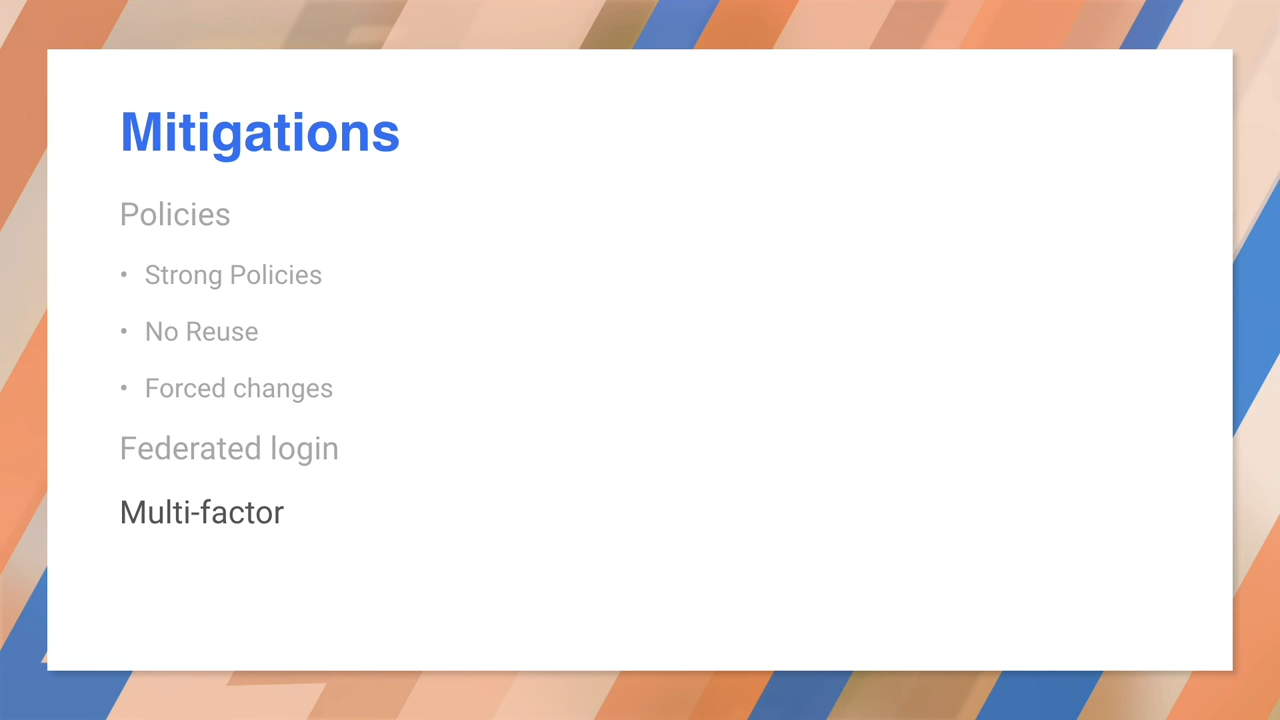 Mitigations
Policies
• Strong Policies
• No Reuse
• Forced changes
Federated login
Multi-factor